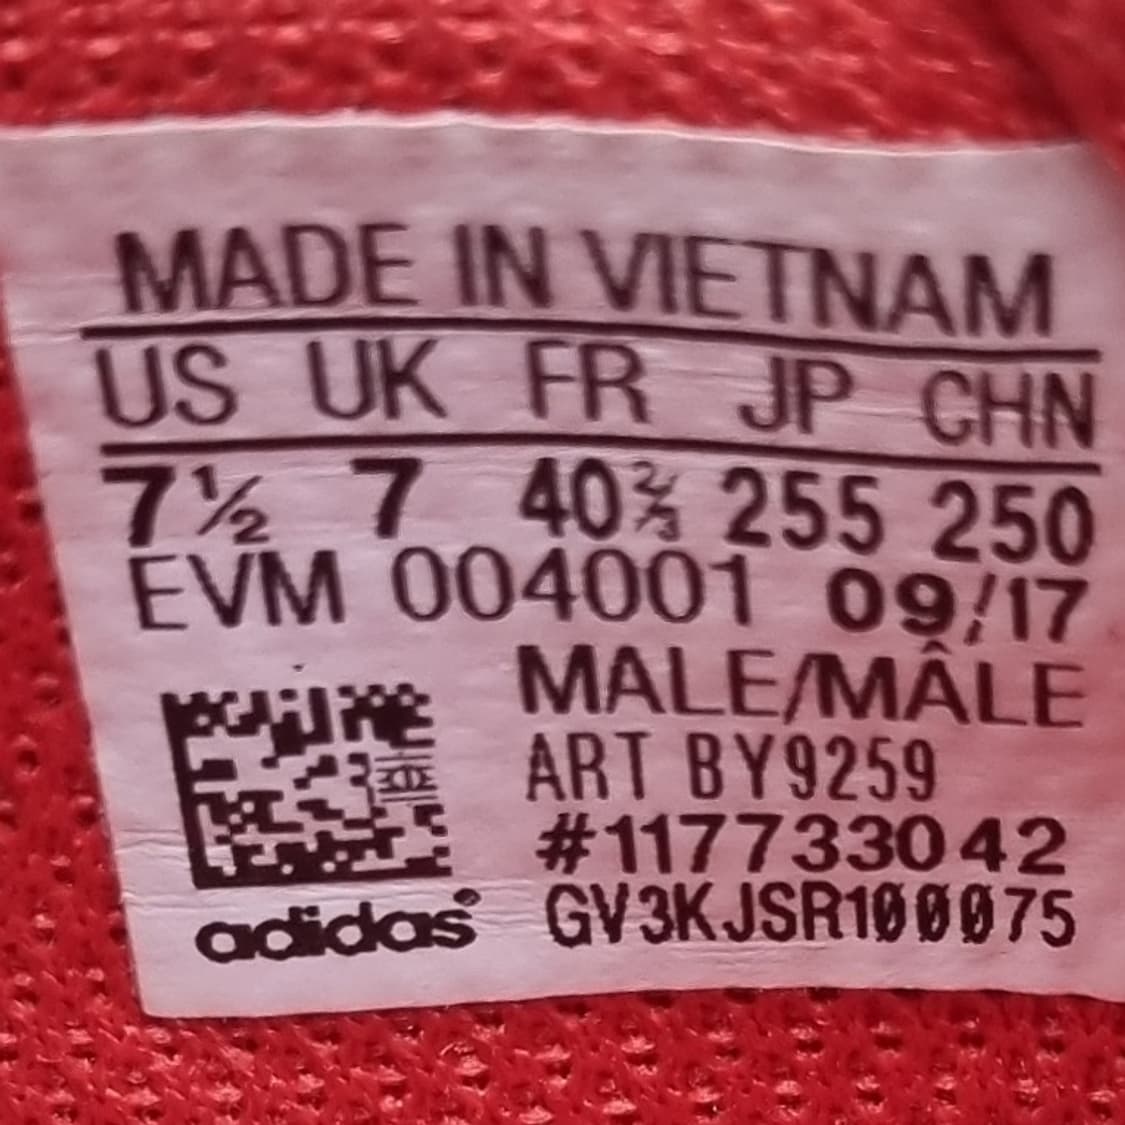 MADE IN VIETNAM
US UK FR JP CHN
7½ 7 40⅔ 255 250
EVM 004001 09/17
MALE/MÂLE
ART BY9259
#117733042
GV3KJSR100075
adidas®